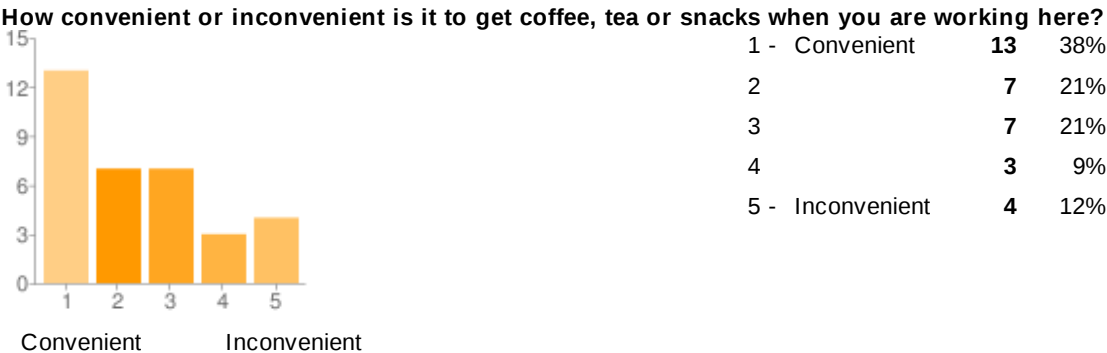 How convenient or inconvenient is it to get coffee, tea or snacks when you are working here?
15
12
9
6
3
0
1 2 3 4 5
Convenient Inconvenient
1 - Convenient 13 38%
2 7 21%
3 7 21%
4 3 9%
5 - Inconvenient 4 12%